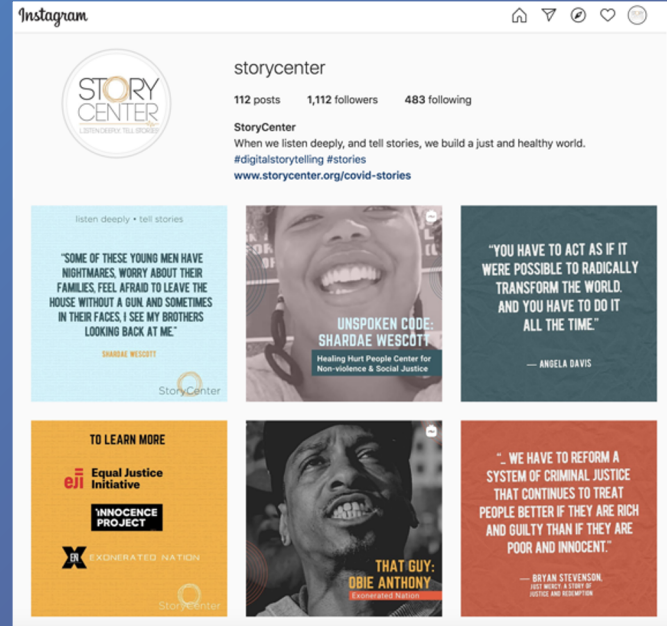 Instagram
STORY
CENTER
LISTEN DEEPLY, TELL STORIES
storycenter
112 posts 1,112 followers 483 following
StoryCenter
When we listen deeply, and tell stories, we build a just and healthy world.
#digitalstorytelling #stories
www.storycenter.org/covid-stories
listen deeply • tell stories
"SOME OF THESE YOUNG MEN HAVE
NIGHTMARES, WORRY ABOUT THEIR
FAMILIES, FEEL AFRAID TO LEAVE THE
HOUSE WITHOUT A GUN. AND SOMETIMES
IN THEIR FACES, I SEE MY BROTHERS
LOOKING BACK AT ME."
SHARDAE WESCOTT
StoryCenter
UNSPOKEN CODE:
SHARDAE WESCOTT
Healing Hurt People Center for
Non-violence & Social Justice
"YOU HAVE TO ACT AS IF IT
WERE POSSIBLE TO RADICALLY
TRANSFORM THE WORLD.
AND YOU HAVE TO DO IT
ALL THE TIME."
— ANGELA DAVIS
TO LEARN MORE
eji Equal Justice
Initiative
INNOCENCE
PROJECT
EN EXONERATED NATION
StoryCenter
THAT GUY:
OBIE ANTHONY
Exonerated Nation
"... WE HAVE TO REFORM A
SYSTEM OF CRIMINAL JUSTICE
THAT CONTINUES TO TREAT
PEOPLE BETTER IF THEY ARE RICH
AND GUILTY THAN IF THEY ARE
POOR AND INNOCENT."
— BRYAN STEVENSON,
JUST MERCY: A STORY OF
JUSTICE AND REDEMPTION